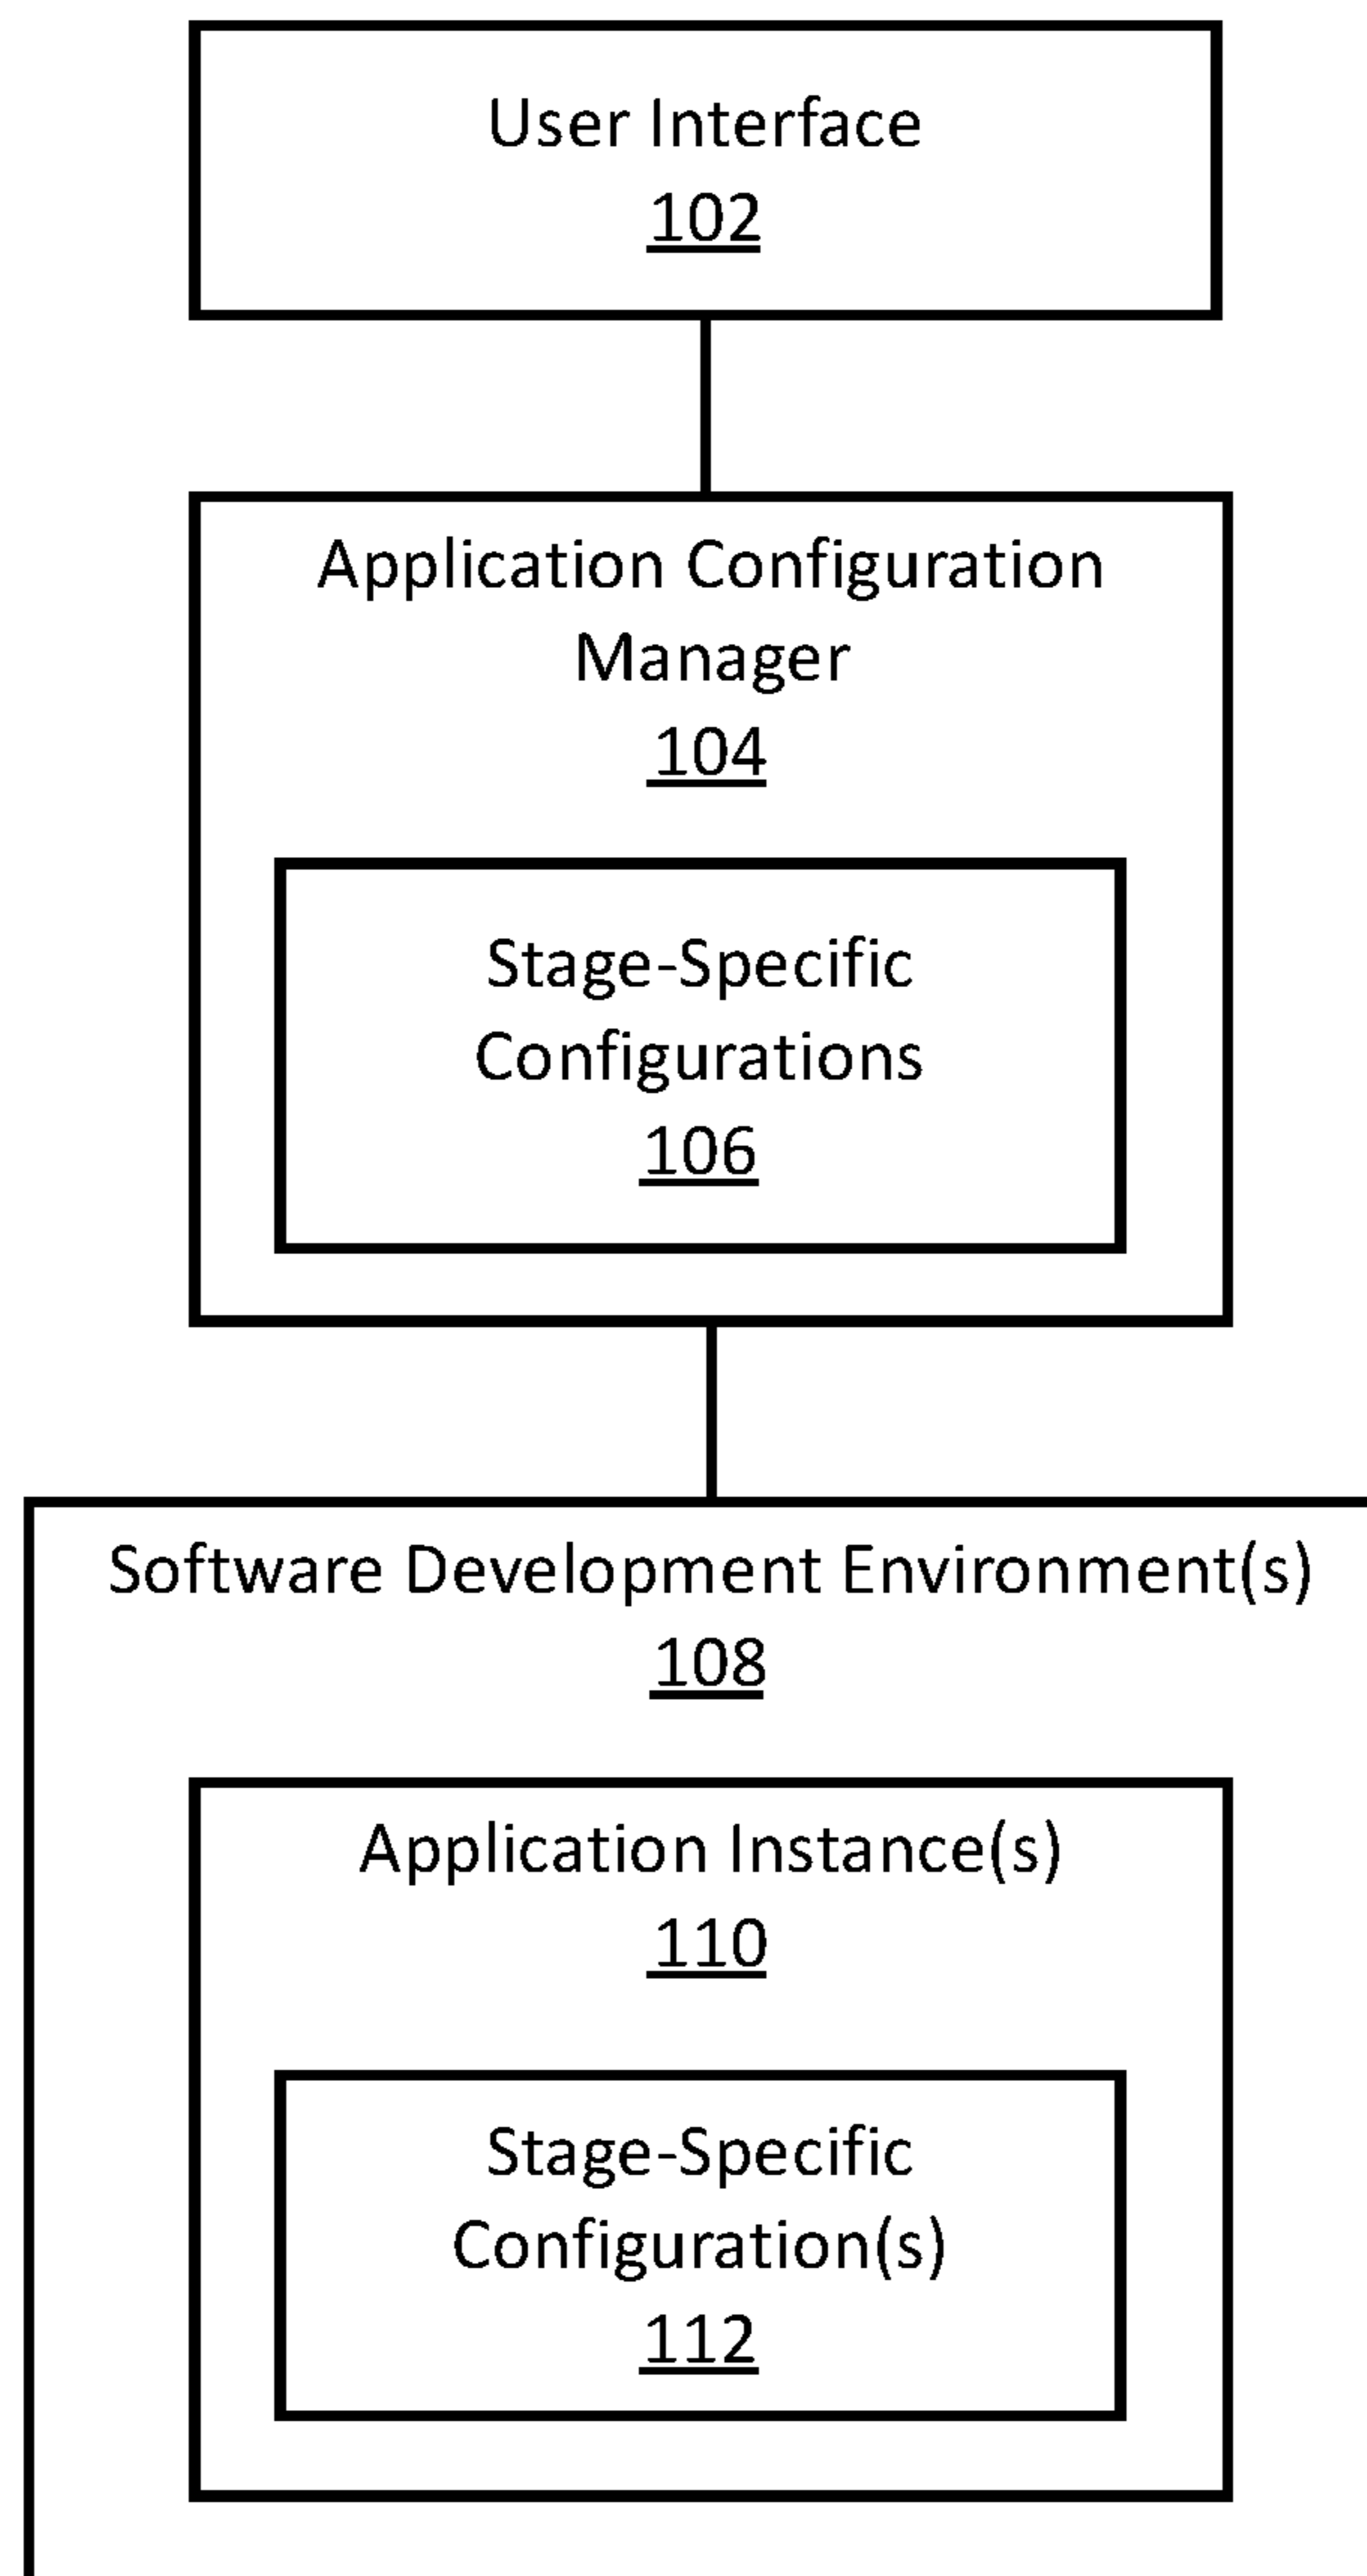 User Interface
102
Application Configuration
Manager
104
Stage-Specific
Configurations
106
Software Development Environment(s)
108
Application Instance(s)
110
Stage-Specific
Configuration(s)
112